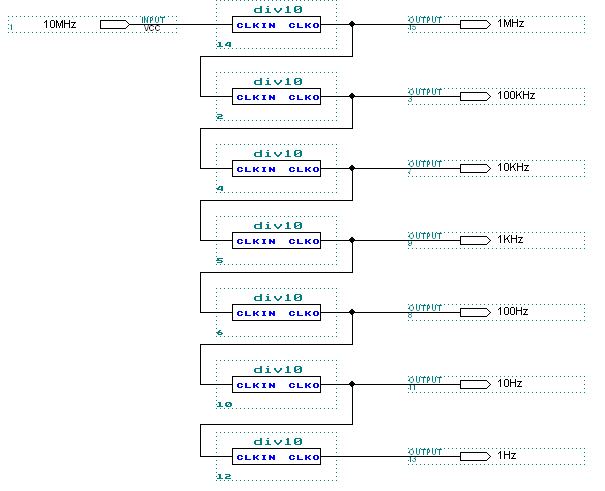 div10
1 10MHz INPUT VCC CLKIN CLKO OUTPUT 15 1MHz
14
div10
CLKIN CLKO OUTPUT 3 100KHz
2
div10
CLKIN CLKO OUTPUT 7 10KHz
4
div10
CLKIN CLKO OUTPUT 9 1KHz
5
div10
CLKIN CLKO OUTPUT 8 100Hz
6
div10
CLKIN CLKO OUTPUT 11 10Hz
10
div10
CLKIN CLKO OUTPUT 13 1Hz
12